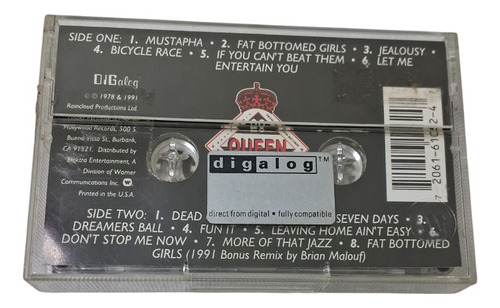 SIDE ONE: 1. MUSTAPHA • 2. FAT BOTTOMED GIRLS • 3. JEALOUSY •
4. BICYCLE RACE • 5. IF YOU CAN'T BEAT THEM • 6. LET ME
ENTERTAIN YOU
DIGalog
© ℗ 1978 & 1991
Raincloud Productions Ltd.
Hollywood Records, 500 S.
Buena Vista St., Burbank,
CA 91521. Distributed by
Elektra Entertainment, A
Division of Warner
Communications Inc.
Printed in the U.S.A.
QUEEN
digalog™
direct from digital • fully compatible
SIDE TWO: 1. DEAD SEVEN DAYS • 3.
DREAMERS BALL • 4. FUN IT • 5. LEAVING HOME AIN'T EASY •
DON'T STOP ME NOW • 7. MORE OF THAT JAZZ • 8. FAT BOTTOMED
GIRLS (1991 Bonus Remix by Brian Malouf)